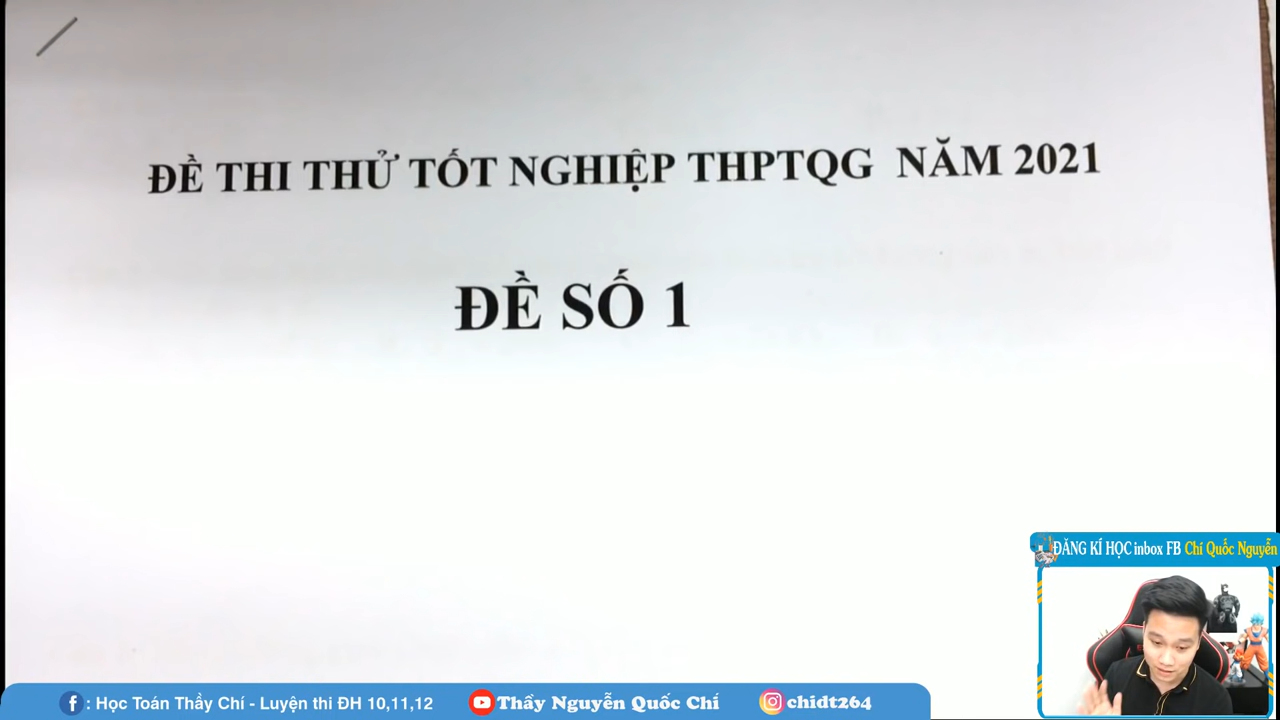 ĐỀ THI THỬ TỐT NGHIỆP THPTQG NĂM 2021
ĐỀ SỐ 1
ĐĂNG KÍ HỌC inbox FB Chí Quốc Nguyễn
: Học Toán Thầy Chí - Luyện thi ĐH 10,11,12
Thầy Nguyễn Quốc Chí
chidt264